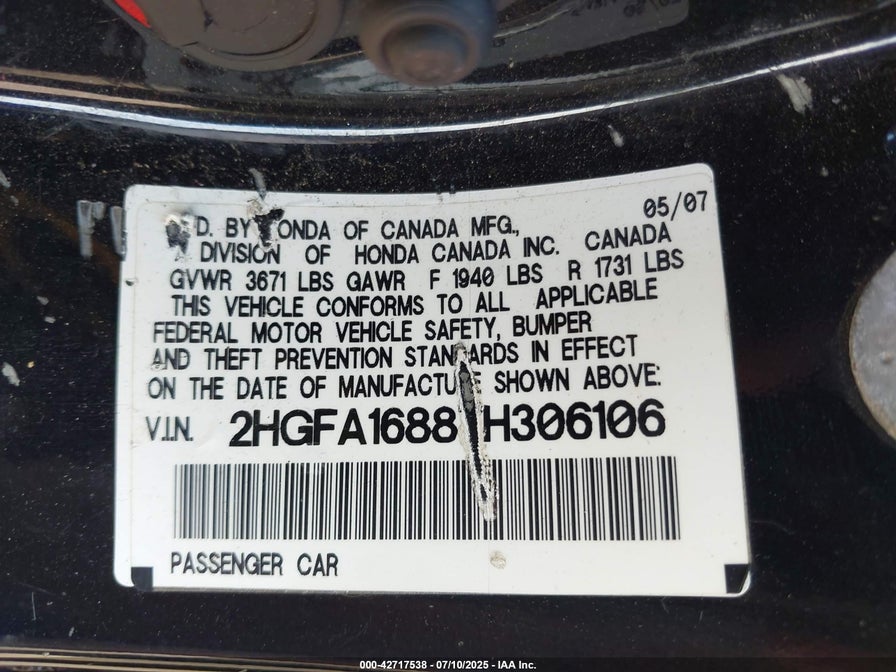 05/07
D. BY ONDA OF CANADA MFG.,
A DIVISION OF HONDA CANADA INC. CANADA
GVWR 3671 LBS GAWR F 1940 LBS R 1731 LBS
THIS VEHICLE CONFORMS TO ALL APPLICABLE
FEDERAL MOTOR VEHICLE SAFETY, BUMPER
AND THEFT PREVENTION STANDARDS IN EFFECT
ON THE DATE OF MANUFACTURE SHOWN ABOVE:
V.I.N. 2HGFA1688 H306106
PASSENGER CAR
000-42717538 - 07/10/2025 - IAA Inc.